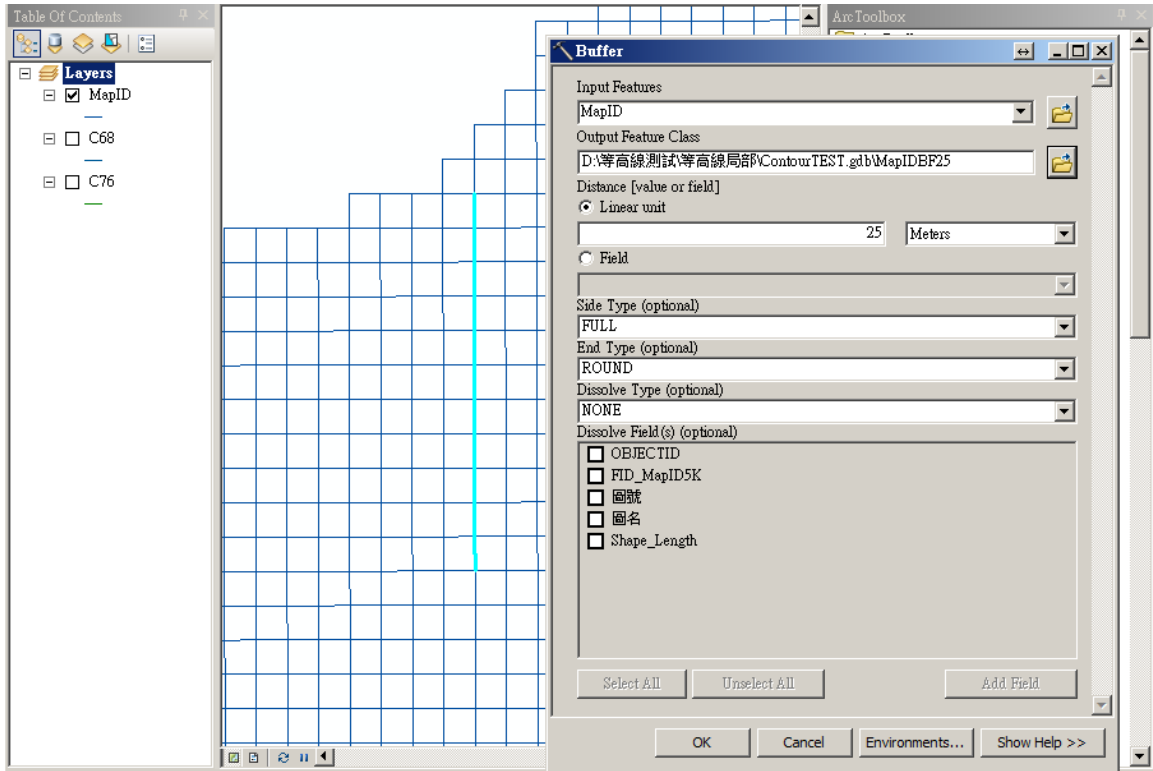 Table Of Contents
Layers
MapID
C68
C76
ArcToolbox
Buffer
Input Features
MapID
Output Feature Class
D:\等高線測試\等高線局部\ContourTEST.gdb\MapIDBF25
Distance [value or field]
Linear unit
25 Meters
Field
Side Type (optional)
FULL
End Type (optional)
ROUND
Dissolve Type (optional)
NONE
Dissolve Field(s) (optional)
OBJECTID
FID_MapID5K
圖號
圖名
Shape_Length
Select All Unselect All Add Field
OK Cancel Environments... Show Help >>